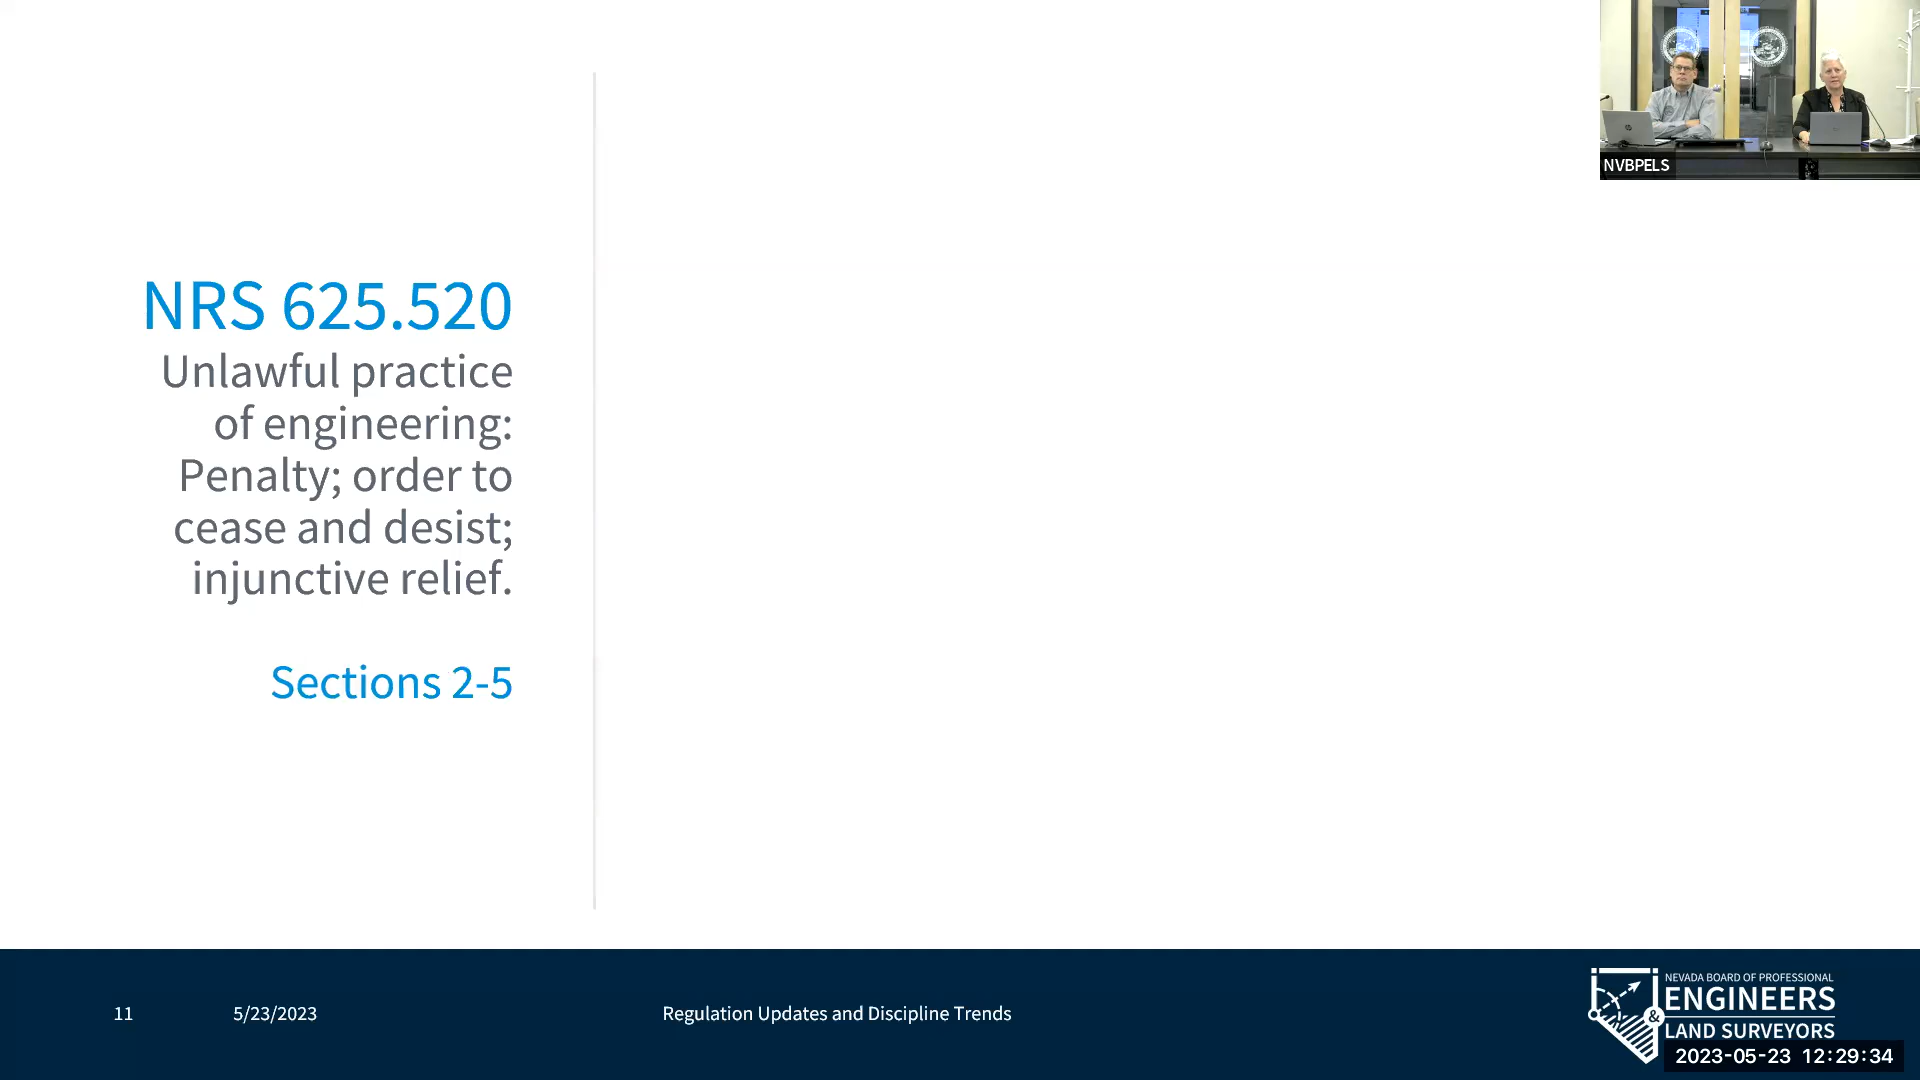 NVBPELS
NRS 625.520
Unlawful practice
of engineering:
Penalty; order to
cease and desist;
injunctive relief.
Sections 2-5
11
5/23/2023
Regulation Updates and Discipline Trends
NEVADA BOARD OF PROFESSIONAL
ENGINEERS
&
LAND SURVEYORS
2023-05-23 12:29:34